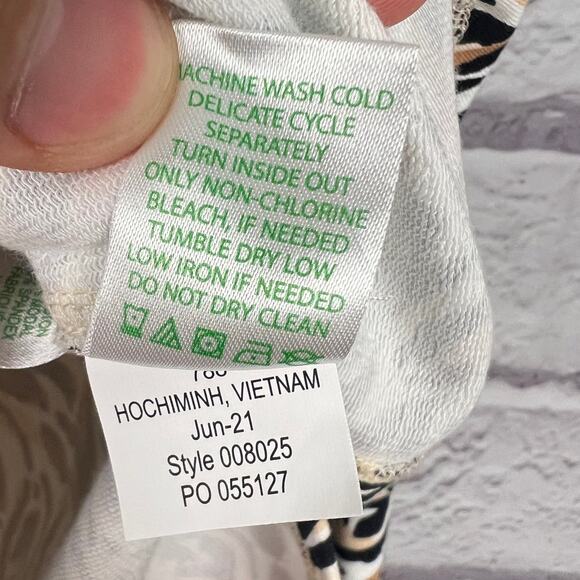 MACHINE WASH COLD
DELICATE CYCLE
SEPARATELY
TURN INSIDE OUT
ONLY NON-CHLORINE
BLEACH, IF NEEDED
TUMBLE DRY LOW
LOW IRON IF NEEDED
DO NOT DRY CLEAN
HOCHIMINH, VIETNAM
Jun-21
Style 008025
PO 055127
SPANDEX